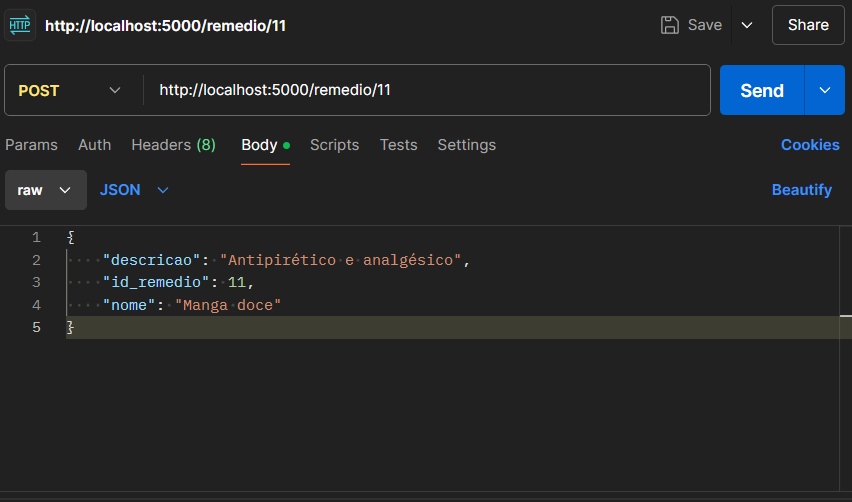 HTTP http://localhost:5000/remedio/11 Save Share
POST http://localhost:5000/remedio/11 Send
Params Auth Headers (8) Body Scripts Tests Settings Cookies
raw JSON Beautify
1 {
2 ····"descricao":·"Antipirético·e·analgésico",
3 ····"id_remedio":·11,
4 ····"nome":·"Manga·doce"
5 }